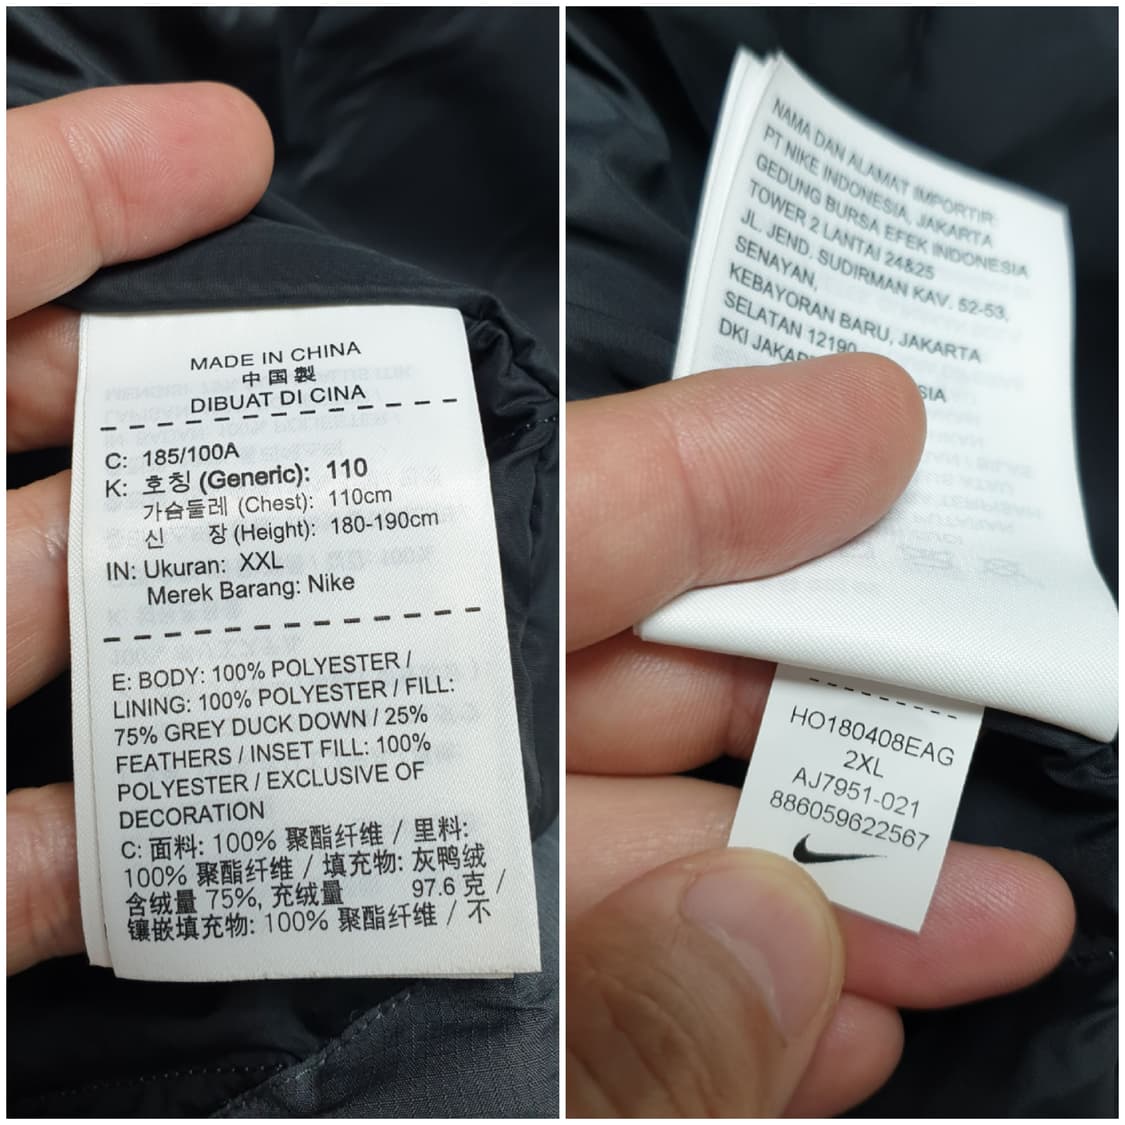 MADE IN CHINA
中国製
DIBUAT DI CINA
C: 185/100A
K: 호칭 (Generic): 110
가슴둘레 (Chest): 110cm
신 장 (Height): 180-190cm
IN: Ukuran: XXL
Merek Barang: Nike
E: BODY: 100% POLYESTER /
LINING: 100% POLYESTER / FILL:
75% GREY DUCK DOWN / 25%
FEATHERS / INSET FILL: 100%
POLYESTER / EXCLUSIVE OF
DECORATION
C: 面料: 100% 聚酯纤维 / 里料:
100% 聚酯纤维 / 填充物: 灰鸭绒
含绒量 75%, 充绒量 97.6 克 /
镶嵌填充物: 100% 聚酯纤维 / 不
NAMA DAN ALAMAT IMPORTIR:
PT NIKE INDONESIA, JAKARTA
GEDUNG BURSA EFEK INDONESIA
TOWER 2 LANTAI 24&25
JL. JEND. SUDIRMAN KAV. 52-53,
SENAYAN,
KEBAYORAN BARU, JAKARTA
SELATAN 12190
DKI
HO180408EAG
2XL
AJ7951-021
886059622567